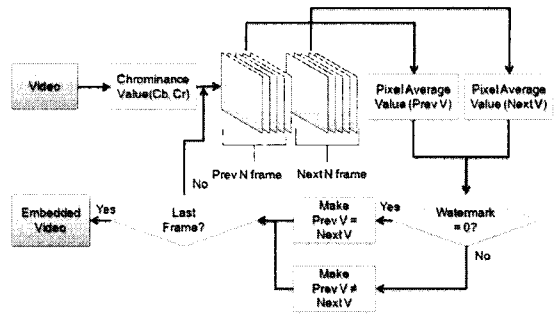 Video
Chrominance
Value(Cb, Cr)
Prev N frame
Next N frame
Pixel Average
Value (Prev V)
Pixel Average
Value (Next V)
No
Embedded
Video
Yes
Last
Frame?
Make
Prev V =
Next V
Yes
Watermark
= 0?
No
Make
Prev V ≠
Next V